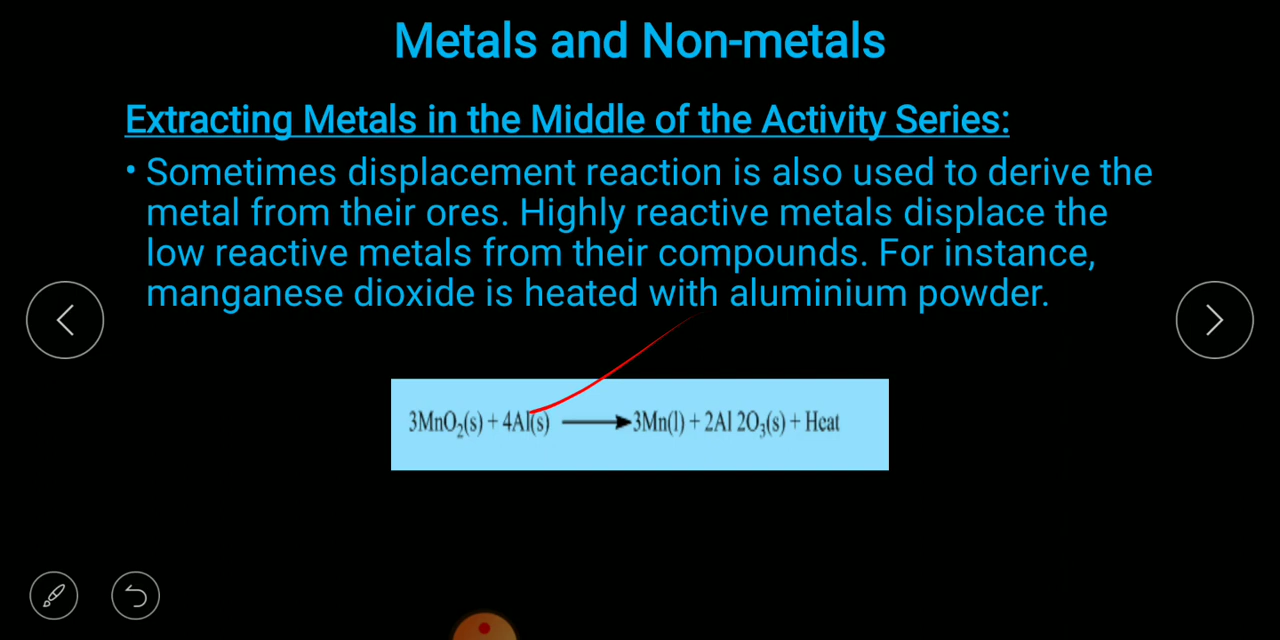 Metals and Non-metals
Extracting Metals in the Middle of the Activity Series:
• Sometimes displacement reaction is also used to derive the
metal from their ores. Highly reactive metals displace the
low reactive metals from their compounds. For instance,
manganese dioxide is heated with aluminium powder.
3MnO₂(s) + 4Al(s) ⟶ 3Mn(l) + 2Al 2O₃(s) + Heat